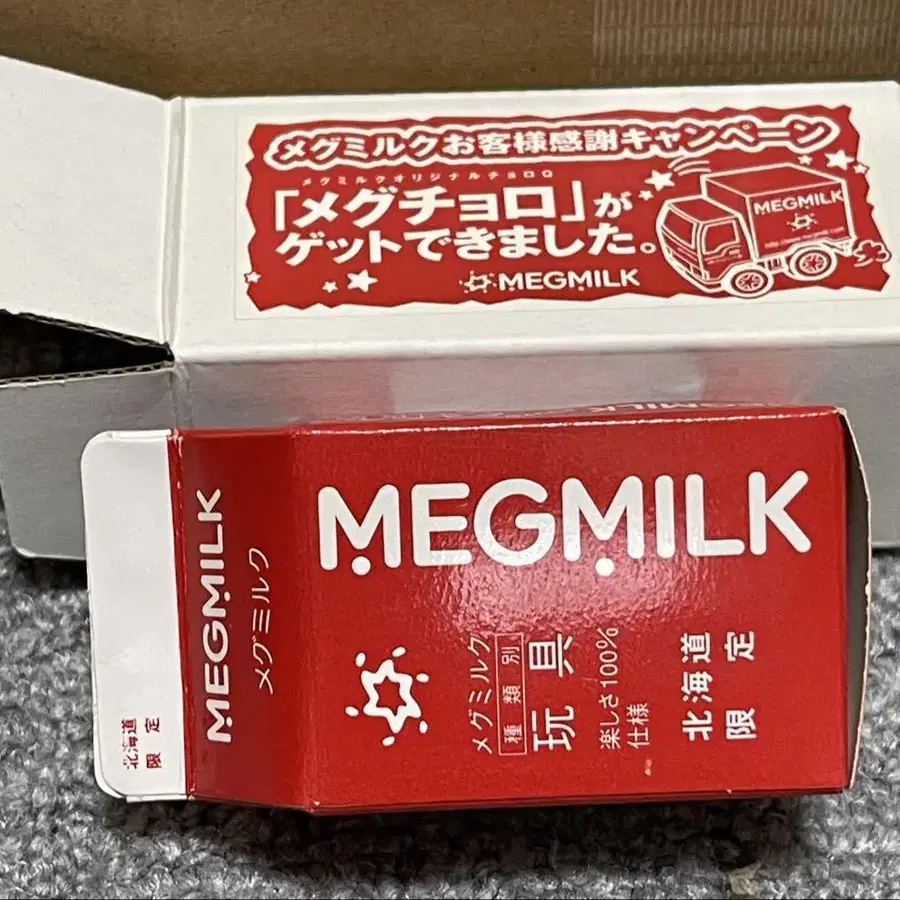 メグミルクお客様感謝キャンペーン
メグミルクオリジナルチョロQ
「メグチョロ」が
ゲットできました。
MEGMILK
MEGMILK
MEGMILK
MEGMILK
メグミルク
北海道
限定
MEGMILK
メグミルク
種類別
玩具
楽しさ100%
仕様
北海道
限定